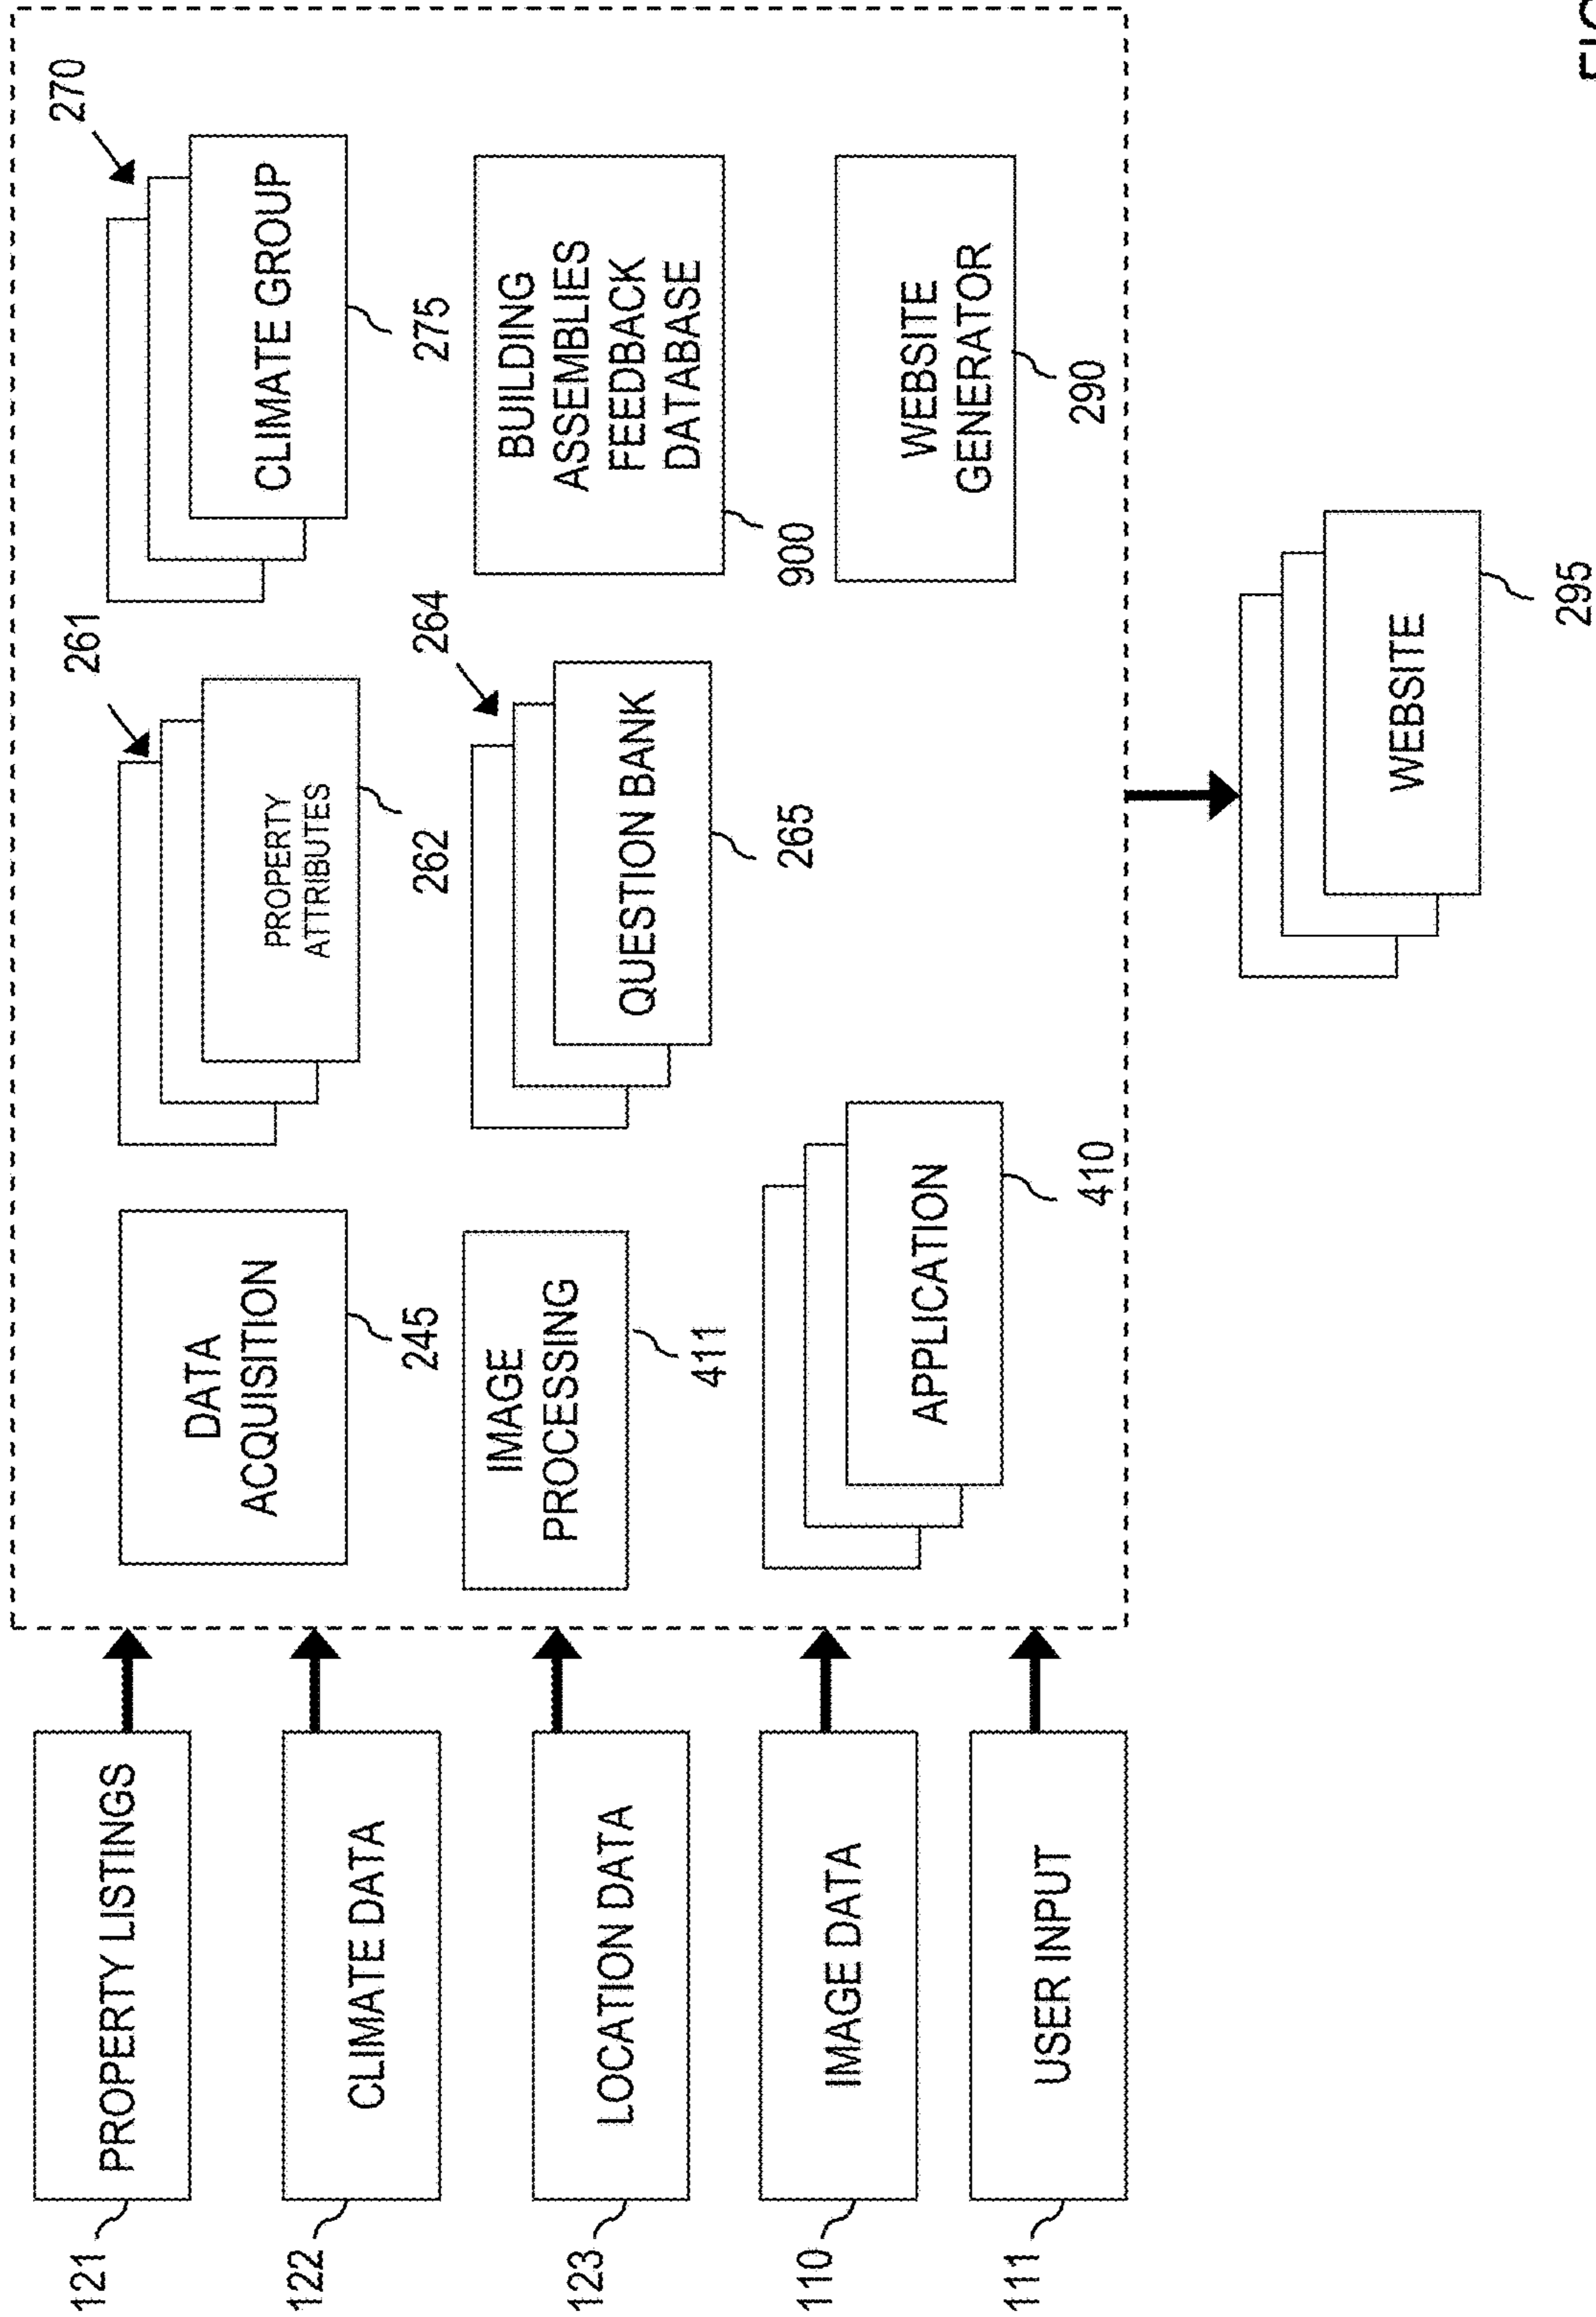 121
PROPERTY LISTINGS
122
CLIMATE DATA
123
LOCATION DATA
110
IMAGE DATA
111
USER INPUT
DATA
ACQUISITION
245
IMAGE
PROCESSING
411
APPLICATION
410
261
PROPERTY
ATTRIBUTES
262
264
QUESTION BANK
265
270
CLIMATE GROUP
275
BUILDING
ASSEMBLIES
FEEDBACK
DATABASE
900
WEBSITE
GENERATOR
290
WEBSITE
295